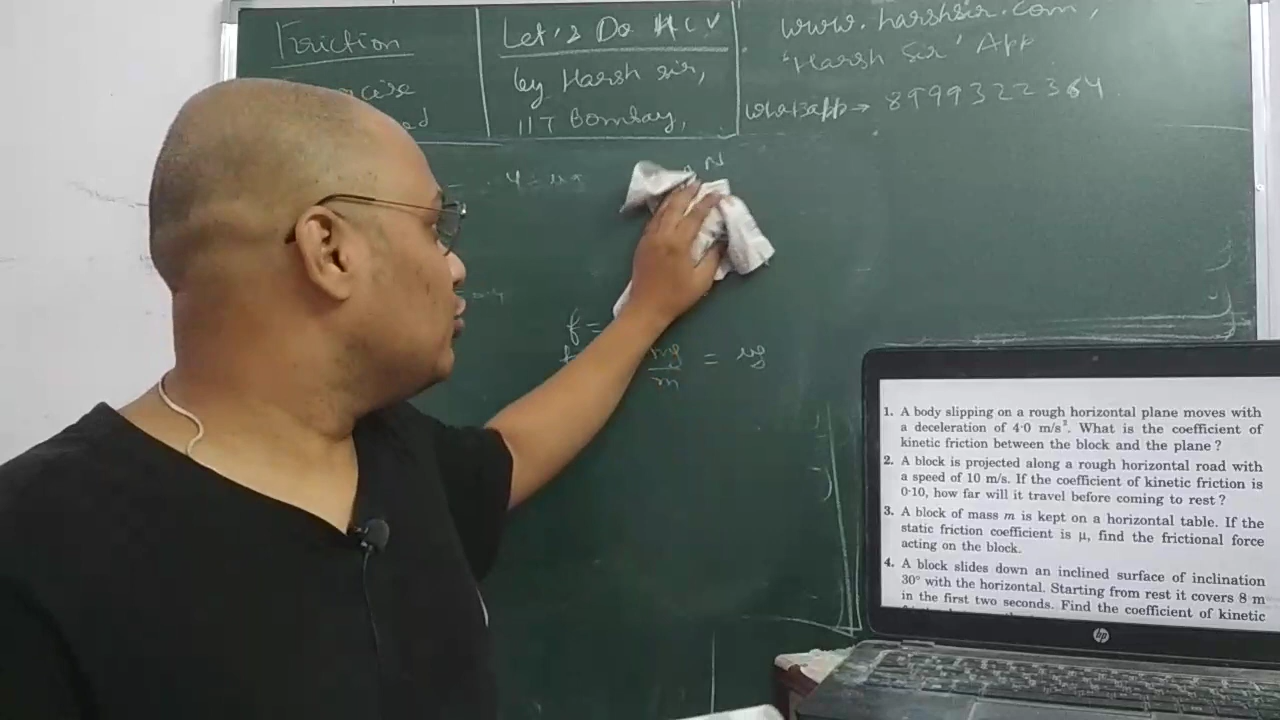 Friction
Let's Do HCV
by Harsh sir,
IIT Bombay,
www.harshsir.com,
'Harsh Sir' App
whatsapp→ 8999322364
N
f=
mg/m = μg
1. A body slipping on a rough horizontal plane moves with
a deceleration of 4·0 m/s². What is the coefficient of
kinetic friction between the block and the plane ?
2. A block is projected along a rough horizontal road with
a speed of 10 m/s. If the coefficient of kinetic friction is
0·10, how far will it travel before coming to rest ?
3. A block of mass m is kept on a horizontal table. If the
static friction coefficient is μ, find the frictional force
acting on the block.
4. A block slides down an inclined surface of inclination
30° with the horizontal. Starting from rest it covers 8 m
in the first two seconds. Find the coefficient of kinetic
hp